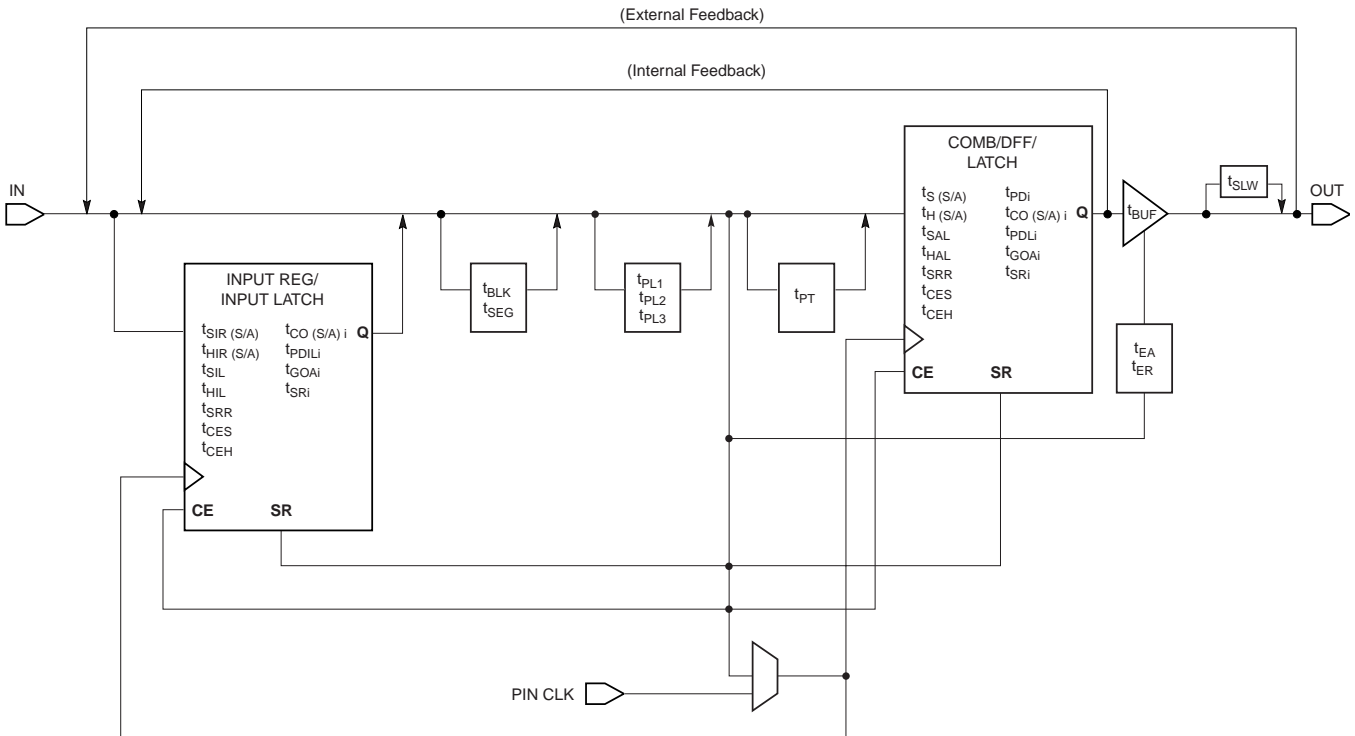 (External Feedback)
(Internal Feedback)
IN
INPUT REG/
INPUT LATCH
tSIR (S/A)
tHIR (S/A)
tSIL
tHIL
tSRR
tCES
tCEH
tCO (S/A) i
tPDILi
tGOAi
tSRi
Q
CE
SR
tBLK
tSEG
tPL1
tPL2
tPL3
tPT
COMB/DFF/
LATCH
tS (S/A)
tH (S/A)
tSAL
tHAL
tSRR
tCES
tCEH
tPDi
tCO (S/A) i
tPDLi
tGOAi
tSRi
Q
CE
SR
tBUF
tEA
tER
tSLW
OUT
PIN CLK